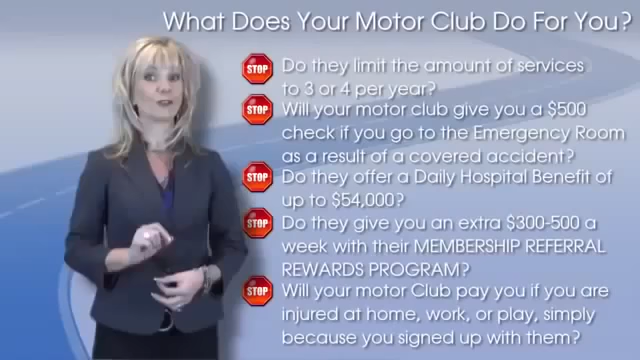 What Does Your Motor Club Do For You?
STOP Do they limit the amount of services
to 3 or 4 per year?
STOP Will your motor club give you a $500
check if you go to the Emergency Room
as a result of a covered accident?
STOP Do they offer a Daily Hospital Benefit of
up to $54,000?
STOP Do they give you an extra $300-500 a
week with their MEMBERSHIP REFERRAL
REWARDS PROGRAM?
STOP Will your motor Club pay you if you are
injured at home, work, or play, simply
because you signed up with them?